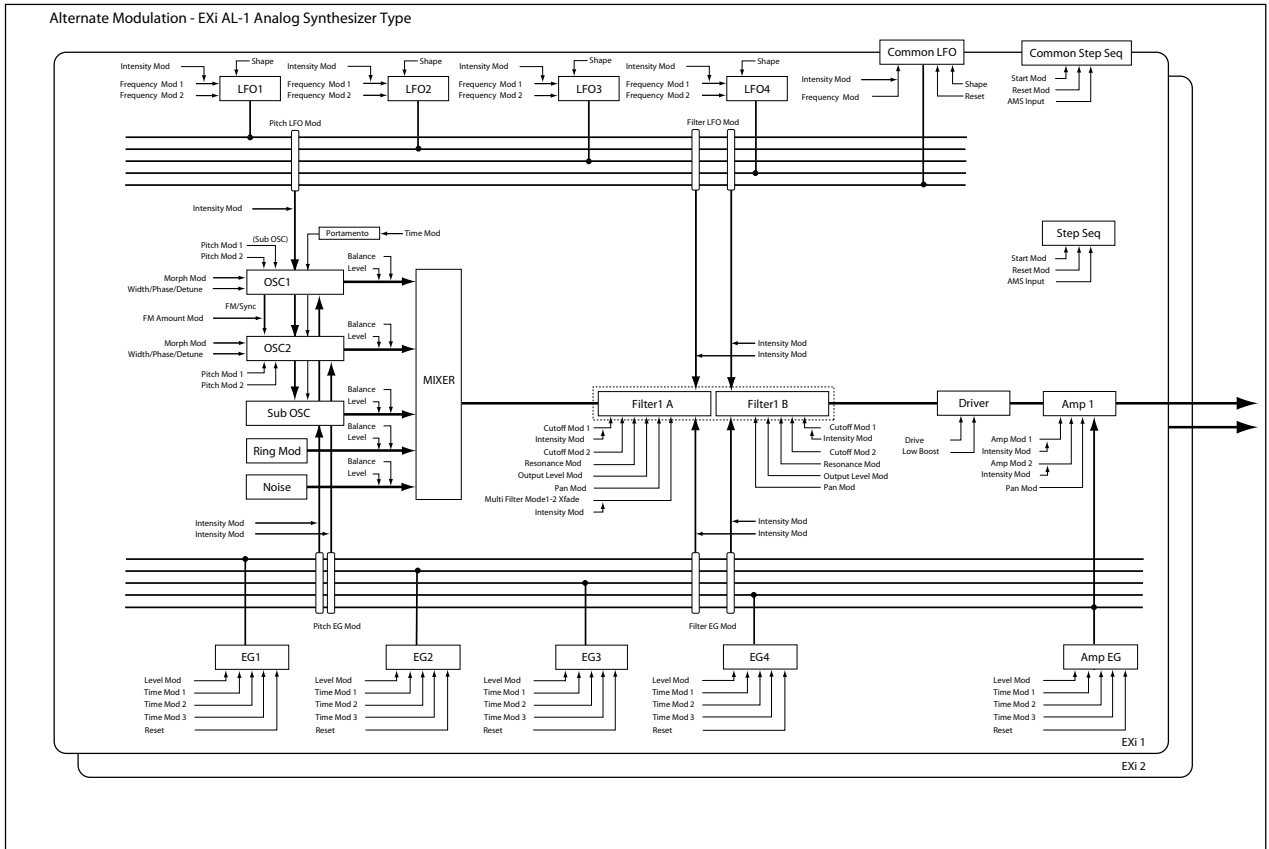 Alternate Modulation - EXi AL-1 Analog Synthesizer Type
Common LFO
Common Step Seq
Intensity Mod
Shape
Frequency Mod 1
Frequency Mod 2
LFO1
Intensity Mod
Shape
Frequency Mod 1
Frequency Mod 2
LFO2
Intensity Mod
Shape
Frequency Mod 1
Frequency Mod 2
LFO3
Intensity Mod
Shape
Frequency Mod 1
Frequency Mod 2
LFO4
Intensity Mod
Frequency Mod
Shape
Reset
Start Mod
Reset Mod
AMS Input
Pitch LFO Mod
Filter LFO Mod
Intensity Mod
(Sub OSC)
Portamento
Time Mod
Step Seq
Start Mod
Reset Mod
AMS Input
Pitch Mod 1
Pitch Mod 2
Balance
Level
Morph Mod
Width/Phase/Detune
OSC1
FM/Sync
FM Amount Mod
Balance
Level
Morph Mod
Width/Phase/Detune
OSC2
Pitch Mod 1
Pitch Mod 2
MIXER
Intensity Mod
Intensity Mod
Balance
Level
Sub OSC
Balance
Level
Ring Mod
Balance
Level
Noise
Filter1 A
Filter1 B
Driver
Amp 1
Cutoff Mod 1
Intensity Mod
Cutoff Mod 2
Resonance Mod
Output Level Mod
Pan Mod
Multi Filter Mode1-2 Xfade
Intensity Mod
Cutoff Mod 1
Intensity Mod
Cutoff Mod 2
Resonance Mod
Output Level Mod
Pan Mod
Drive
Low Boost
Amp Mod 1
Intensity Mod
Amp Mod 2
Intensity Mod
Pan Mod
Intensity Mod
Intensity Mod
Intensity Mod
Intensity Mod
Pitch EG Mod
Filter EG Mod
EG1
Level Mod
Time Mod 1
Time Mod 2
Time Mod 3
Reset
EG2
Level Mod
Time Mod 1
Time Mod 2
Time Mod 3
Reset
EG3
Level Mod
Time Mod 1
Time Mod 2
Time Mod 3
Reset
EG4
Level Mod
Time Mod 1
Time Mod 2
Time Mod 3
Reset
Amp EG
Level Mod
Time Mod 1
Time Mod 2
Time Mod 3
Reset
EXi 1
EXi 2